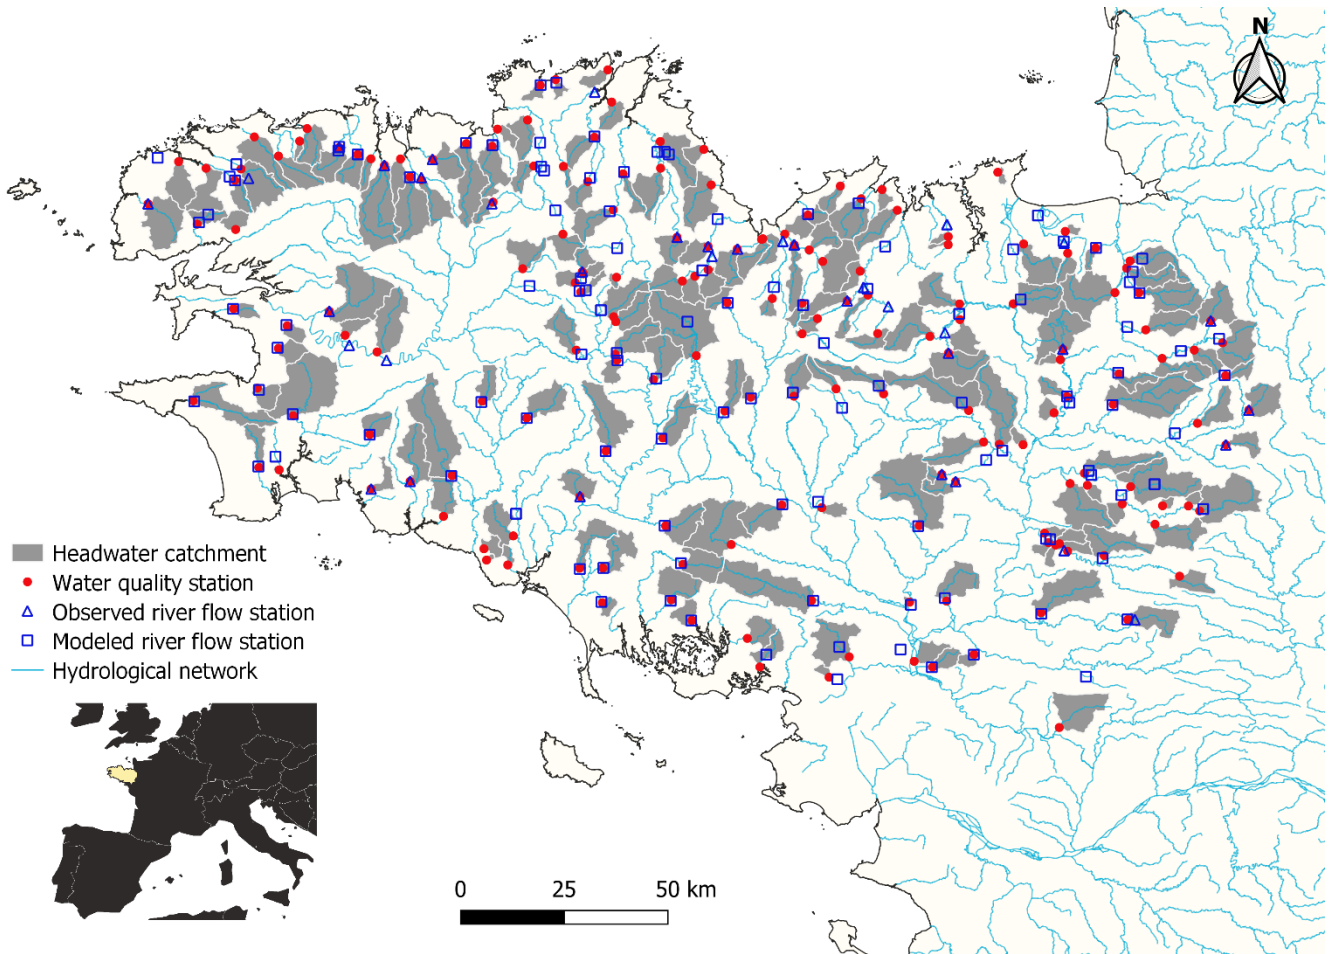 N
Headwater catchment
Water quality station
Observed river flow station
Modeled river flow station
Hydrological network
0 25 50 km